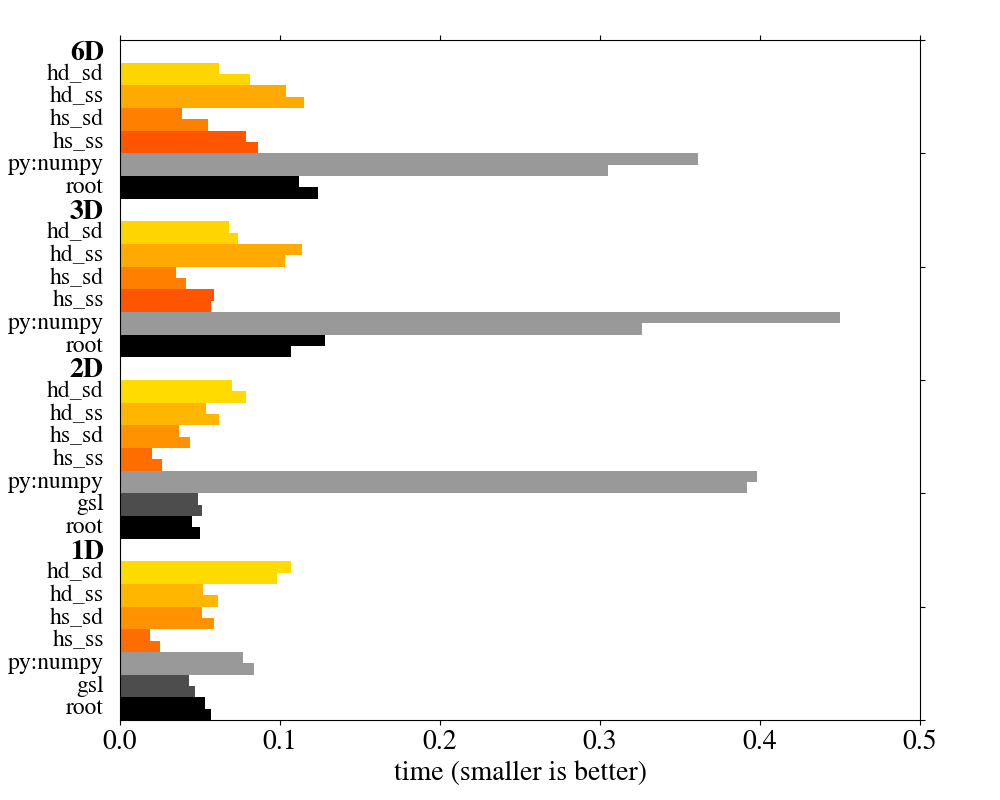 6D
hd_sd
hd_ss
hs_sd
hs_ss
py:numpy
root
3D
hd_sd
hd_ss
hs_sd
hs_ss
py:numpy
root
2D
hd_sd
hd_ss
hs_sd
hs_ss
py:numpy
gsl
root
1D
hd_sd
hd_ss
hs_sd
hs_ss
py:numpy
gsl
root
0.0 0.1 0.2 0.3 0.4 0.5
time (smaller is better)